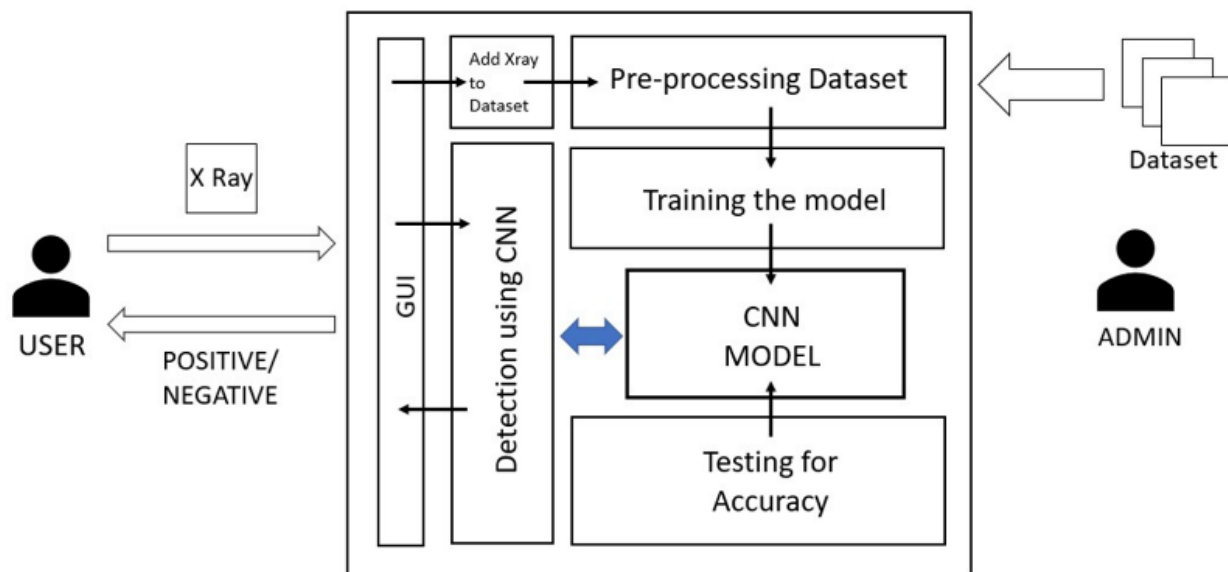 X Ray
USER
POSITIVE/
NEGATIVE
GUI
Add Xray
to
Dataset
Detection using CNN
Pre-processing Dataset
Training the model
CNN
MODEL
Testing for
Accuracy
Dataset
ADMIN